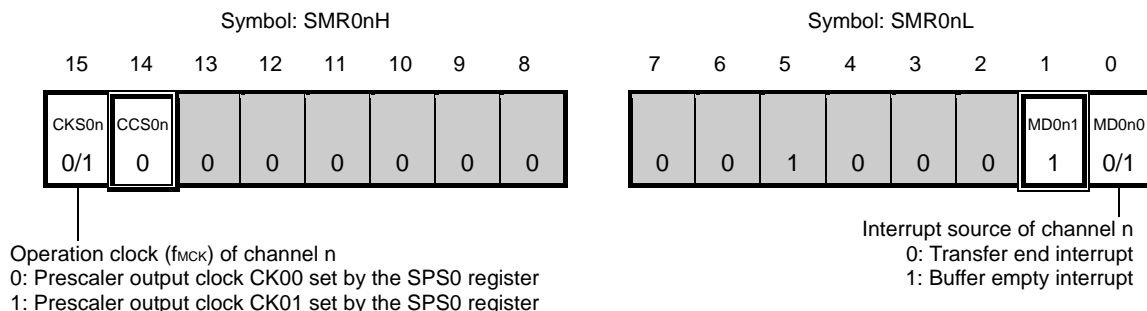 Symbol: SMR0nH
Symbol: SMR0nL
15 14 13 12 11 10 9 8
7 6 5 4 3 2 1 0
CKS0n CCS0n
MD0n1 MD0n0
0/1 0 0 0 0 0 0 0
0 0 1 0 0 0 1 0/1
Operation clock (fMCK) of channel n
0: Prescaler output clock CK00 set by the SPS0 register
1: Prescaler output clock CK01 set by the SPS0 register
Interrupt source of channel n
0: Transfer end interrupt
1: Buffer empty interrupt